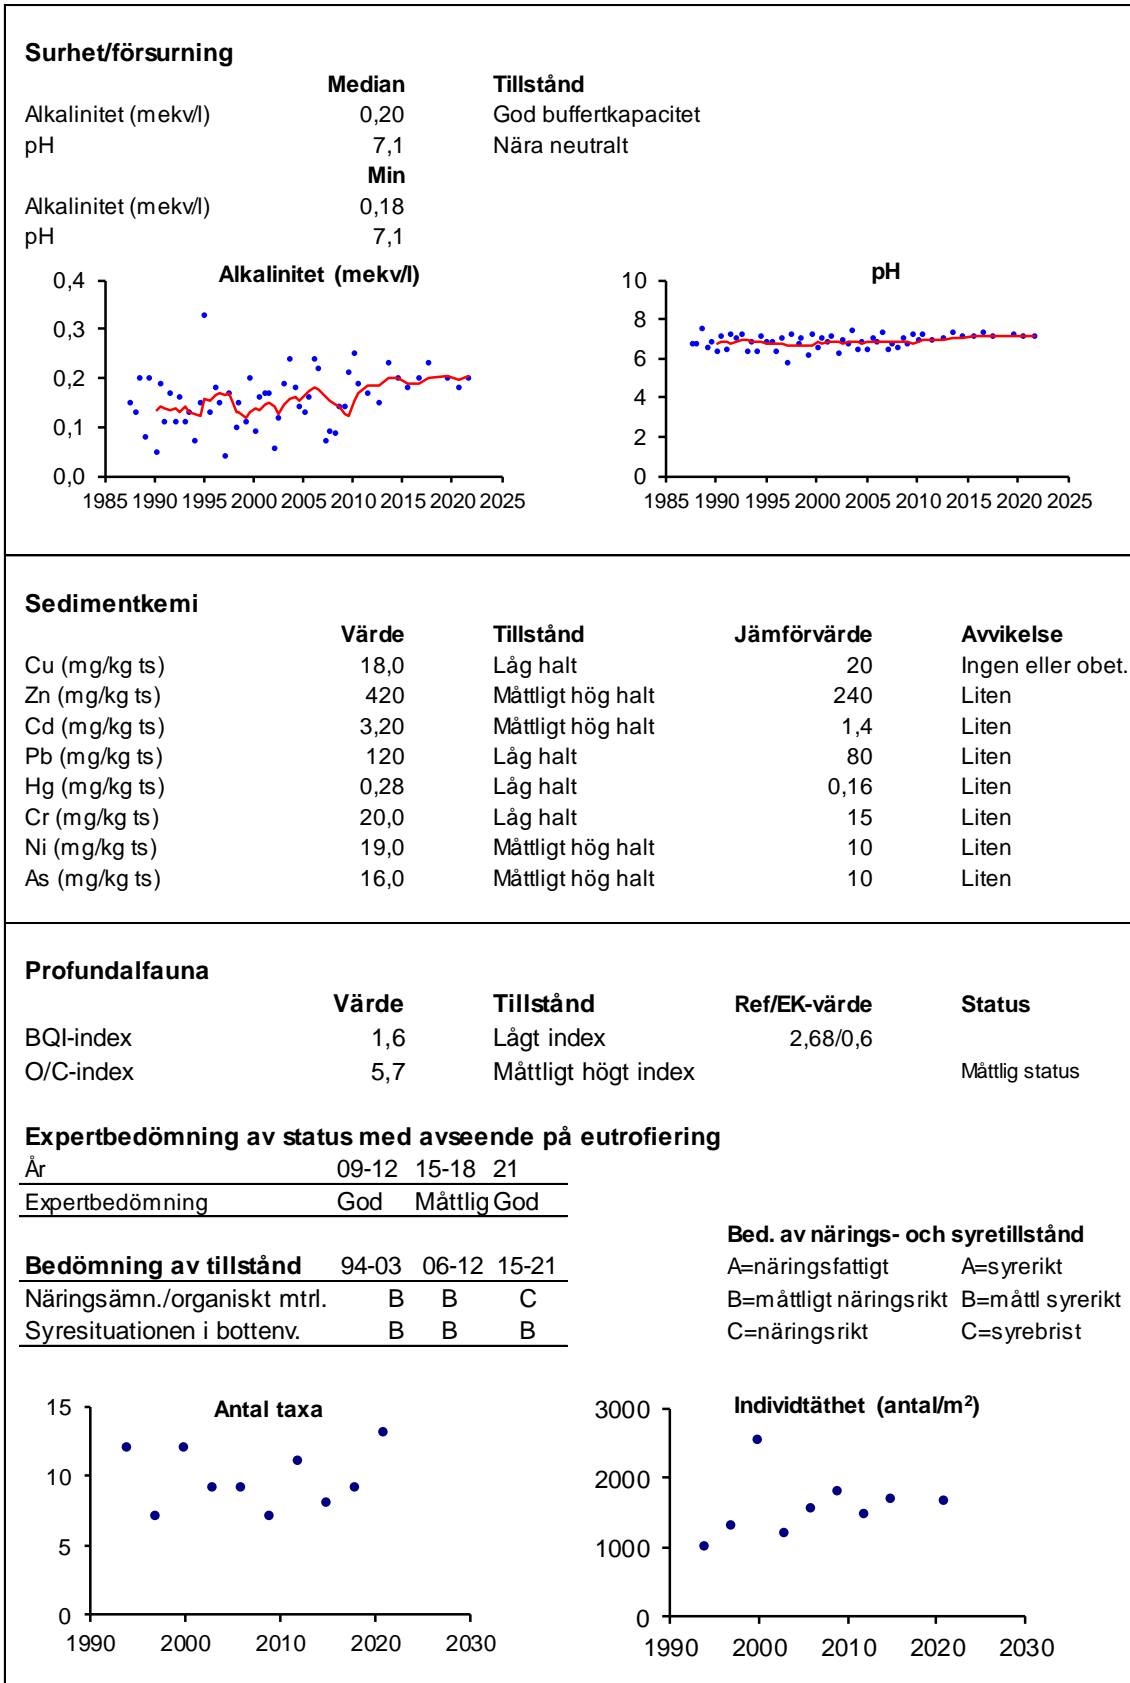 Surhet/försurning
Median Tillstånd
Alkalinitet (mekv/l) 0,20 God buffertkapacitet
pH 7,1 Nära neutralt
Min
Alkalinitet (mekv/l) 0,18
pH 7,1
Alkalinitet (mekv/l)
0,4
0,3
0,2
0,1
0,0
1985 1990 1995 2000 2005 2010 2015 2020 2025
pH
10
8
6
4
2
0
1985 1990 1995 2000 2005 2010 2015 2020 2025
Sedimentkemi
Värde Tillstånd Jämförvärde Avvikelse
Cu (mg/kg ts) 18,0 Låg halt 20 Ingen eller obet.
Zn (mg/kg ts) 420 Måttligt hög halt 240 Liten
Cd (mg/kg ts) 3,20 Måttligt hög halt 1,4 Liten
Pb (mg/kg ts) 120 Låg halt 80 Liten
Hg (mg/kg ts) 0,28 Låg halt 0,16 Liten
Cr (mg/kg ts) 20,0 Låg halt 15 Liten
Ni (mg/kg ts) 19,0 Måttligt hög halt 10 Liten
As (mg/kg ts) 16,0 Måttligt hög halt 10 Liten
Profundalfauna
Värde Tillstånd Ref/EK-värde Status
BQI-index 1,6 Lågt index 2,68/0,6
O/C-index 5,7 Måttligt högt index Måttlig status
Expertbedömning av status med avseende på eutrofiering
År 09-12 15-18 21
Expertbedömning God Måttlig God
Bedömning av tillstånd 94-03 06-12 15-21
Näringsämn./organiskt mtrl. B B C
Syresituationen i bottenv. B B B
Bed. av närings- och syretillstånd
A=näringsfattigt A=syrerikt
B=måttligt näringsrikt B=måttl syrerikt
C=näringsrikt C=syrebrist
Antal taxa
15
10
5
0
1990 2000 2010 2020 2030
Individtäthet (antal/m²)
3000
2000
1000
0
1990 2000 2010 2020 2030